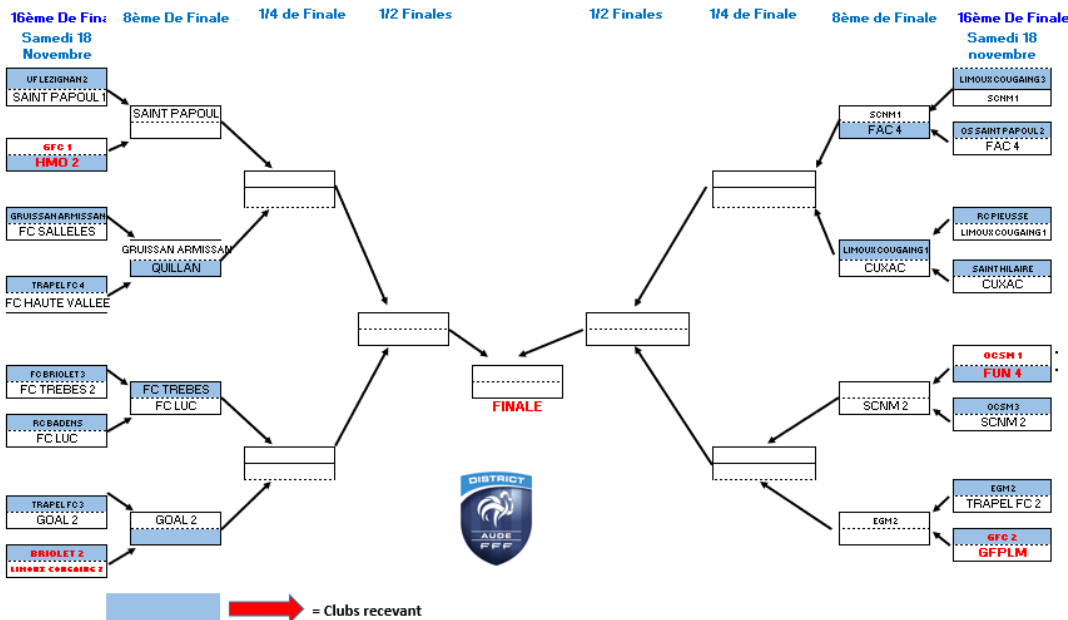 16ème De Fina
8ème De Finale
1/4 de Finale
1/2 Finales
1/2 Finales
1/4 de Finale
8ème de Finale
16ème De Finale
Samedi 18
Novembre
Samedi 18
novembre
UF LEZIGNAN 2
SAINT PAPOUL 1
SAINT PAPOUL
GFC 1
HMO 2
GRUISSAN ARMISSAN
FC SALLELES
GRUISSAN ARMISSAN
QUILLAN
TRAPEL FC 4
FC HAUTE VALLEE
FC BRIOLET 3
FC TREBES 2
FC TREBES
FC LUC
RC BADENS
FC LUC
TRAPEL FC 3
GOAL 2
GOAL 2
BRIOLET 2
LIMOUX COUGAING 2
FINALE
DISTRICT
AUDE
FFF
LIMOUX COUGAING 3
SCNM 1
SCNM 1
FAC 4
OS SAINT PAPOUL 2
FAC 4
RC PIEUSSE
LIMOUX COUGAING 1
LIMOUX COUGAING 1
CUXAC
SAINT HILAIRE
CUXAC
OCSM 1
FUN 4
SCNM 2
OCSM 3
SCNM 2
EGM 2
TRAPEL FC 2
EGM 2
GFC 2
GFPLM
= Clubs recevant